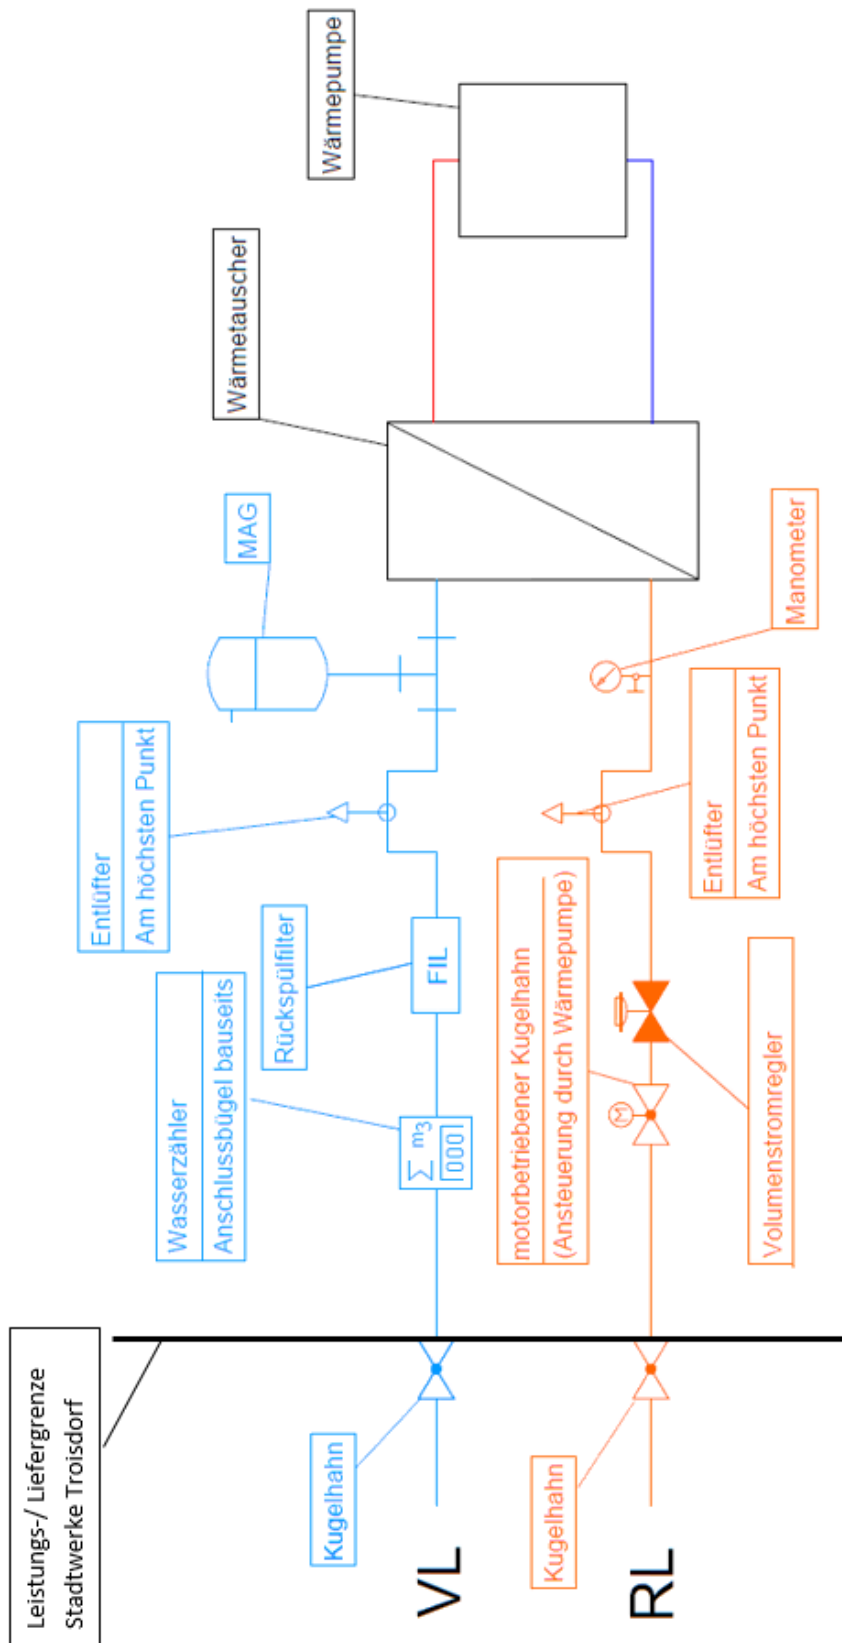 Leistungs-/ Liefergrenze
Stadtwerke Troisdorf
VL
Kugelhahn
Wasserzähler
Anschlussbügel bauseits
∑ m3
000
Rückspülfilter
FIL
Entlüfter
Am höchsten Punkt
MAG
Wärmetauscher
Wärmepumpe
RL
Kugelhahn
motorbetriebener Kugelhahn
(Ansteuerung durch Wärmepumpe)
M
Volumenstromregler
Entlüfter
Am höchsten Punkt
Manometer